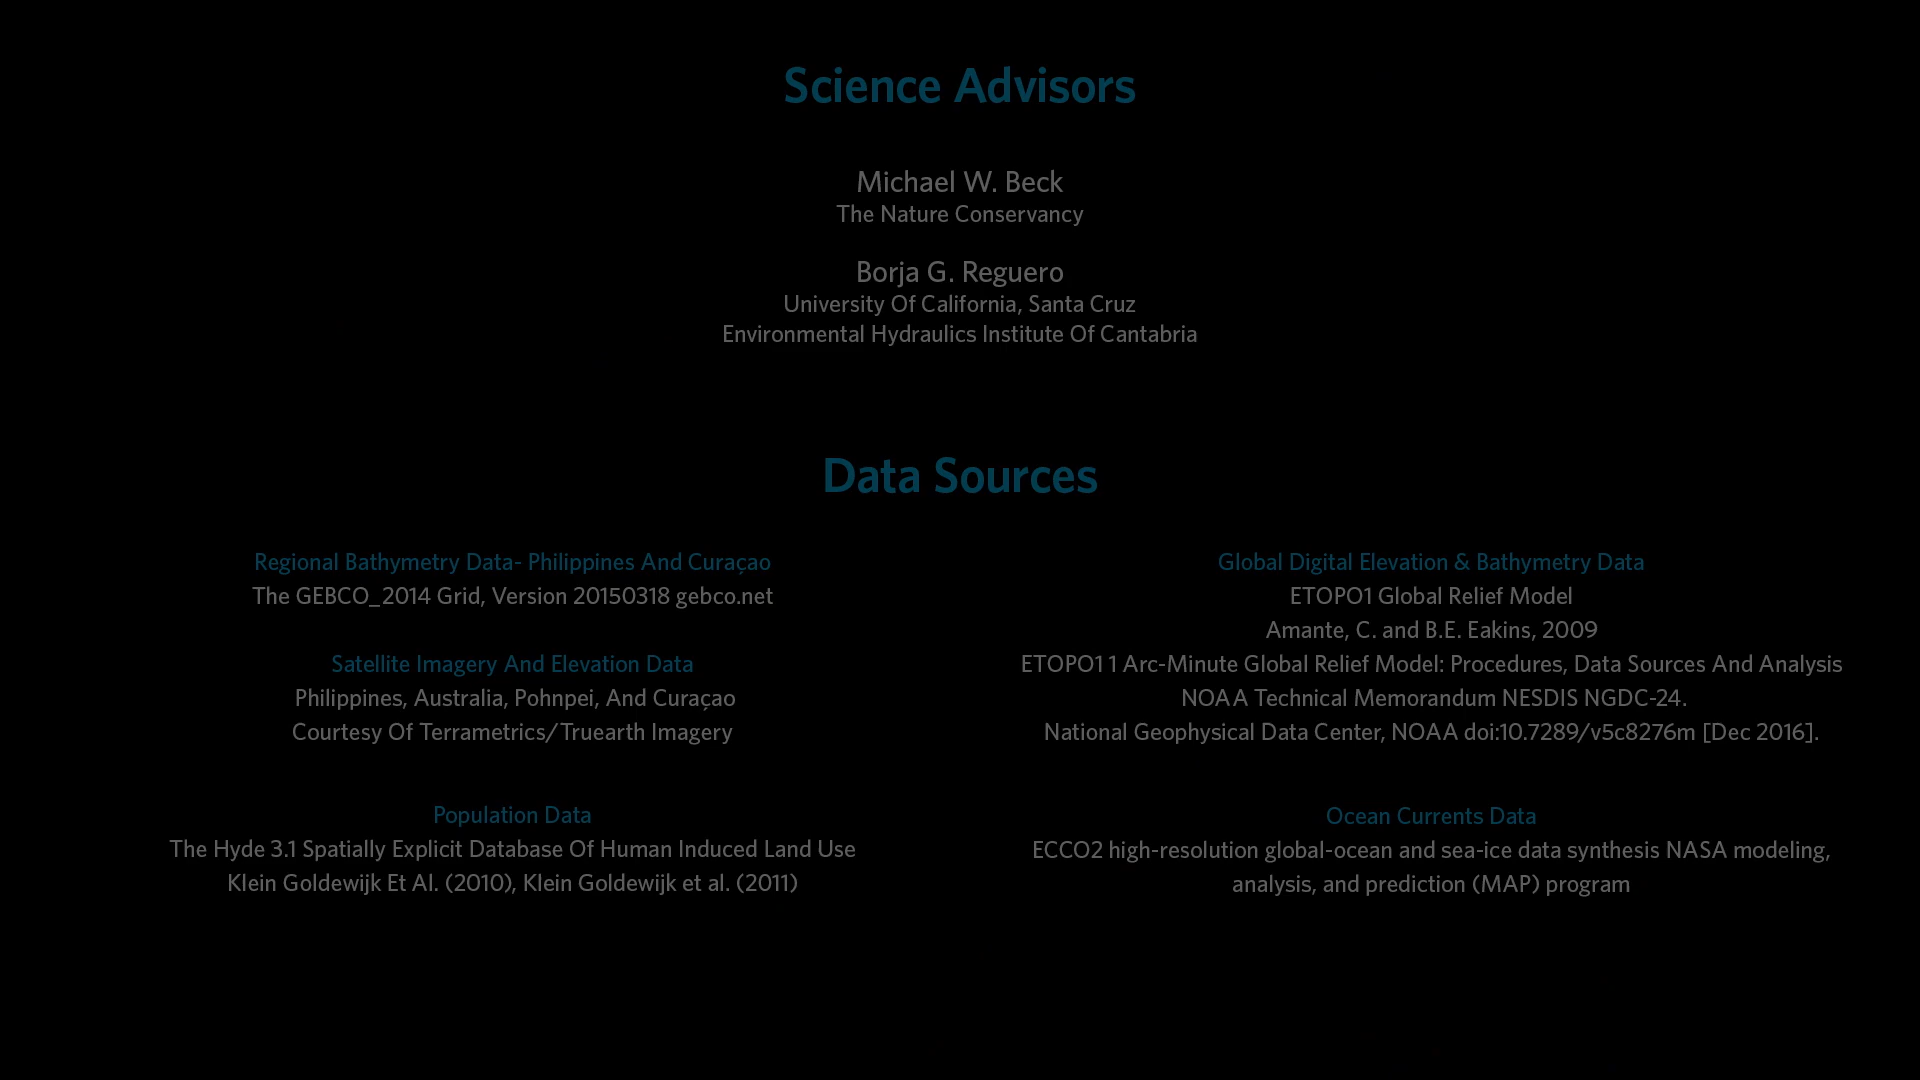 Science Advisors
Michael W. Beck
The Nature Conservancy
Borja G. Reguero
University Of California, Santa Cruz
Environmental Hydraulics Institute Of Cantabria
Data Sources
Regional Bathymetry Data- Philippines And Curaçao
The GEBCO_2014 Grid, Version 20150318 gebco.net
Satellite Imagery And Elevation Data
Philippines, Australia, Pohnpei, And Curaçao
Courtesy Of Terrametrics/Truearth Imagery
Population Data
The Hyde 3.1 Spatially Explicit Database Of Human Induced Land Use
Klein Goldewijk Et Al. (2010), Klein Goldewijk et al. (2011)
Global Digital Elevation & Bathymetry Data
ETOPO1 Global Relief Model
Amante, C. and B.E. Eakins, 2009
ETOPO1 1 Arc-Minute Global Relief Model: Procedures, Data Sources And Analysis
NOAA Technical Memorandum NESDIS NGDC-24.
National Geophysical Data Center, NOAA doi:10.7289/v5c8276m [Dec 2016].
Ocean Currents Data
ECCO2 high-resolution global-ocean and sea-ice data synthesis NASA modeling,
analysis, and prediction (MAP) program